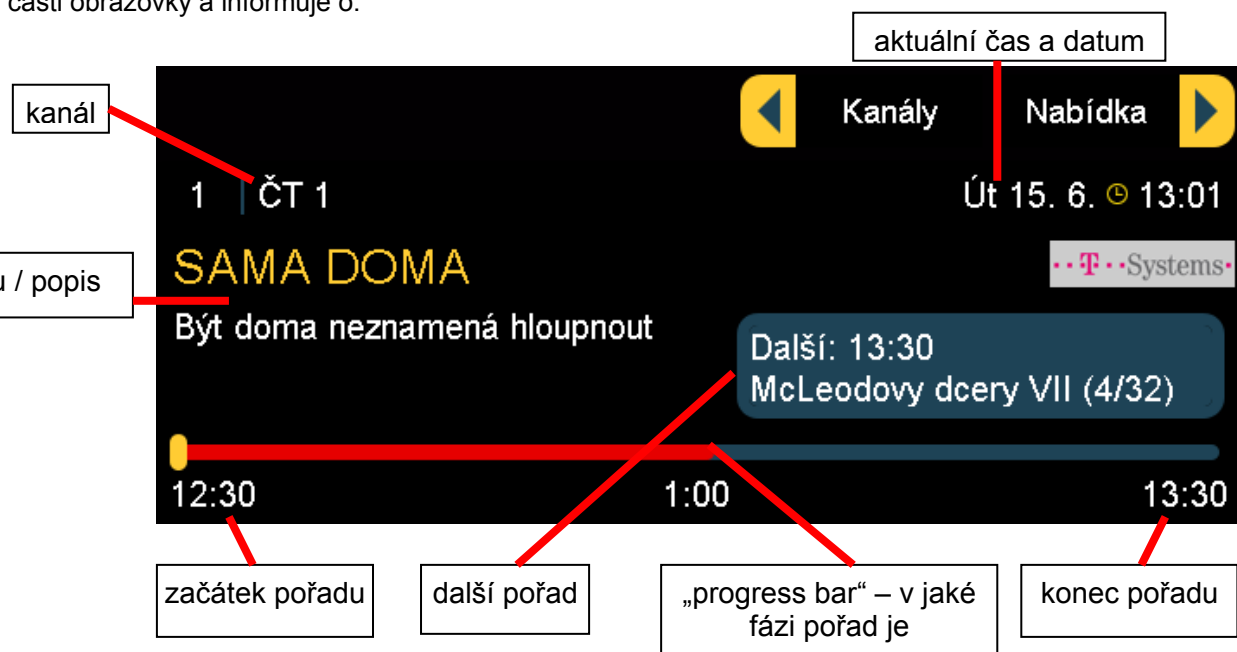 části obrazovky a informuje o:
aktuální čas a datum
kanál
Kanály
Nabídka
1 ČT 1
Út 15. 6. 13:01
/ popis
SAMA DOMA
··T··Systems·
Být doma neznamená hloupnout
Další: 13:30
McLeodovy dcery VII (4/32)
12:30
1:00
13:30
začátek pořadu
další pořad
„progress bar“ – v jaké
fázi pořad je
konec pořadu